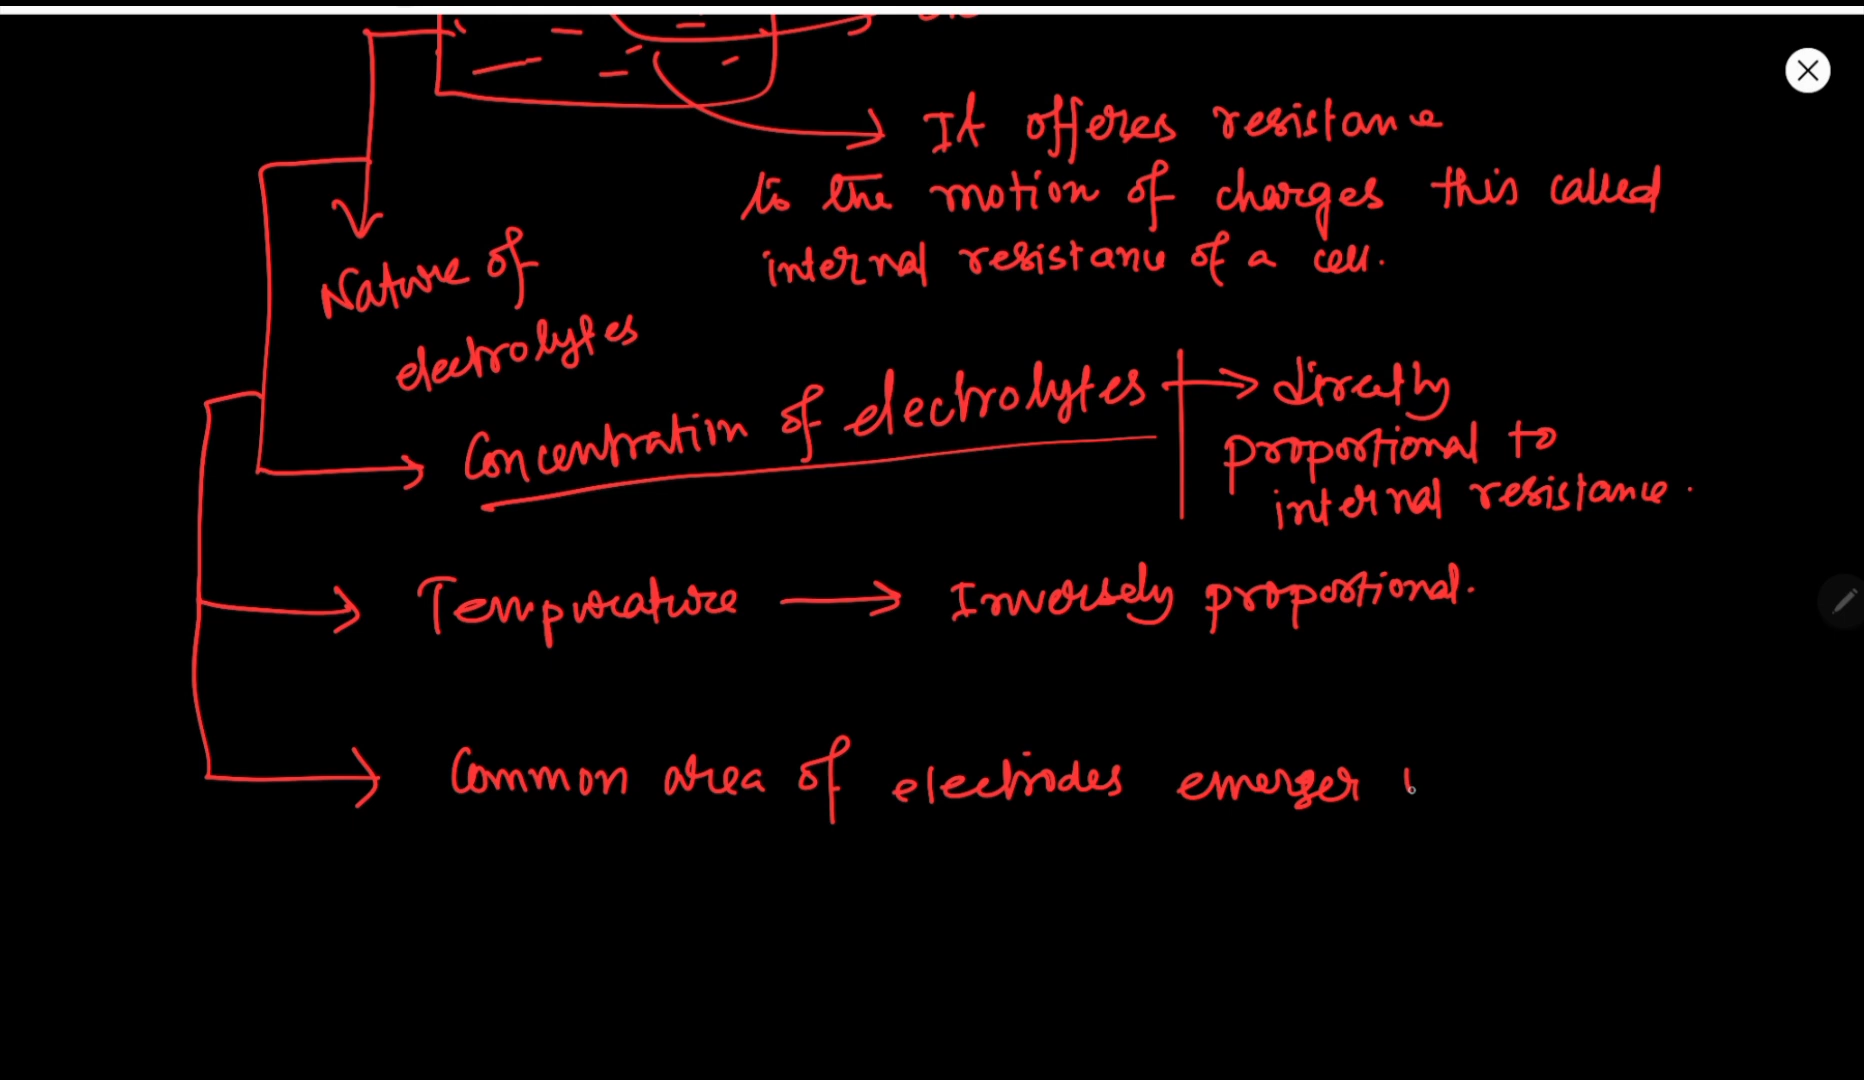 It offeres resistance
to the motion of charges this called
internal resistance of a cell.
Nature of
electrolytes
Concentration of electrolytes → directly
proportional to
internal resistance.
Temperature → Inversely proportional.
Common area of electrodes emerger